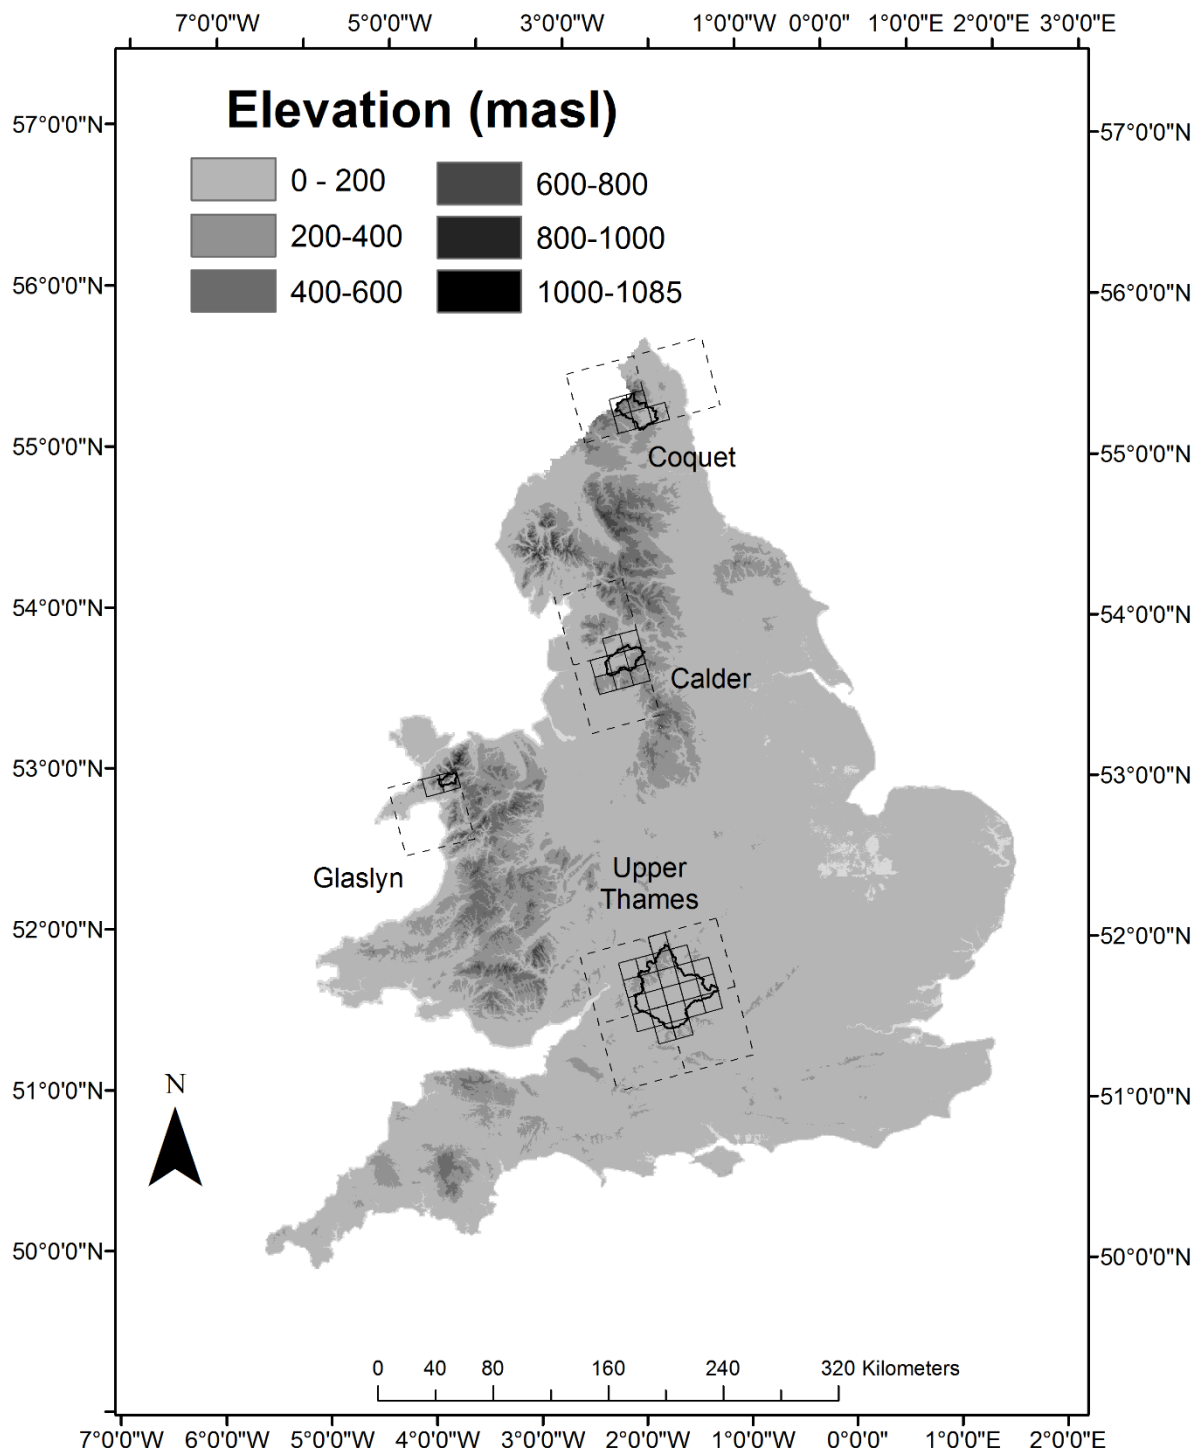 7°0'0"W 5°0'0"W 3°0'0"W 1°0'0"W 0°0'0" 1°0'0"E 2°0'0"E 3°0'0"E
Elevation (masl)
0 - 200
200-400
400-600
600-800
800-1000
1000-1085
57°0'0"N
56°0'0"N
55°0'0"N
54°0'0"N
53°0'0"N
52°0'0"N
51°0'0"N
50°0'0"N
57°0'0"N
56°0'0"N
55°0'0"N
54°0'0"N
53°0'0"N
52°0'0"N
51°0'0"N
50°0'0"N
Coquet
Calder
Glaslyn
Upper
Thames
N
0 40 80 160 240 320 Kilometers
7°0'0"W 6°0'0"W 5°0'0"W 4°0'0"W 3°0'0"W 2°0'0"W 1°0'0"W 0°0'0" 1°0'0"E 2°0'0"E